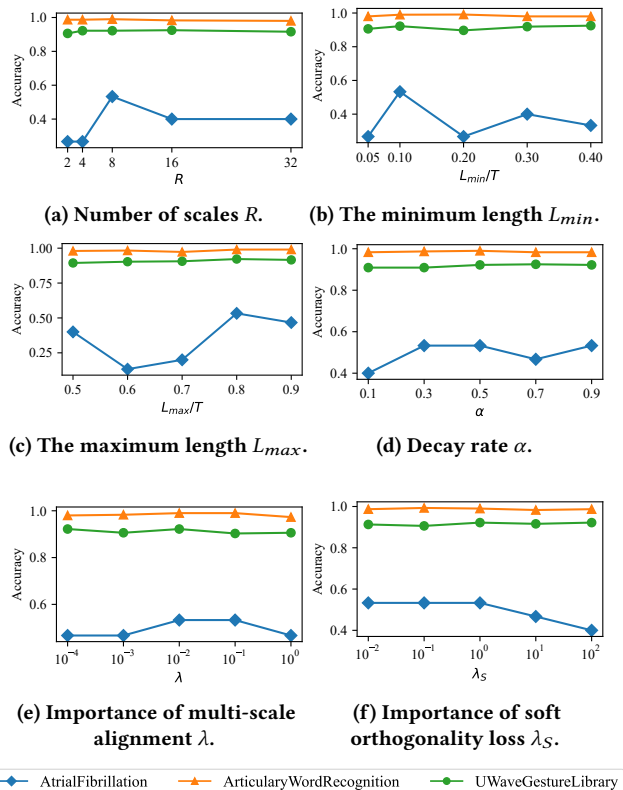 1.0
0.8
0.6
0.4
Accuracy
2 4 8 16 32
R
(a) Number of scales R.
1.0
0.8
0.6
0.4
Accuracy
0.05 0.10 0.20 0.30 0.40
L_min/T
(b) The minimum length L_min.
1.00
0.75
0.50
0.25
Accuracy
0.5 0.6 0.7 0.8 0.9
L_max/T
(c) The maximum length L_max.
1.0
0.8
0.6
0.4
Accuracy
0.1 0.3 0.5 0.7 0.9
α
(d) Decay rate α.
1.0
0.8
0.6
Accuracy
10⁻⁴ 10⁻³ 10⁻² 10⁻¹ 10⁰
λ
(e) Importance of multi-scale
alignment λ.
1.0
0.8
0.6
0.4
Accuracy
10⁻² 10⁻¹ 10⁰ 10¹ 10²
λ_S
(f) Importance of soft
orthogonality loss λ_S.
AtrialFibrillation ArticularyWordRecognition UWaveGestureLibrary